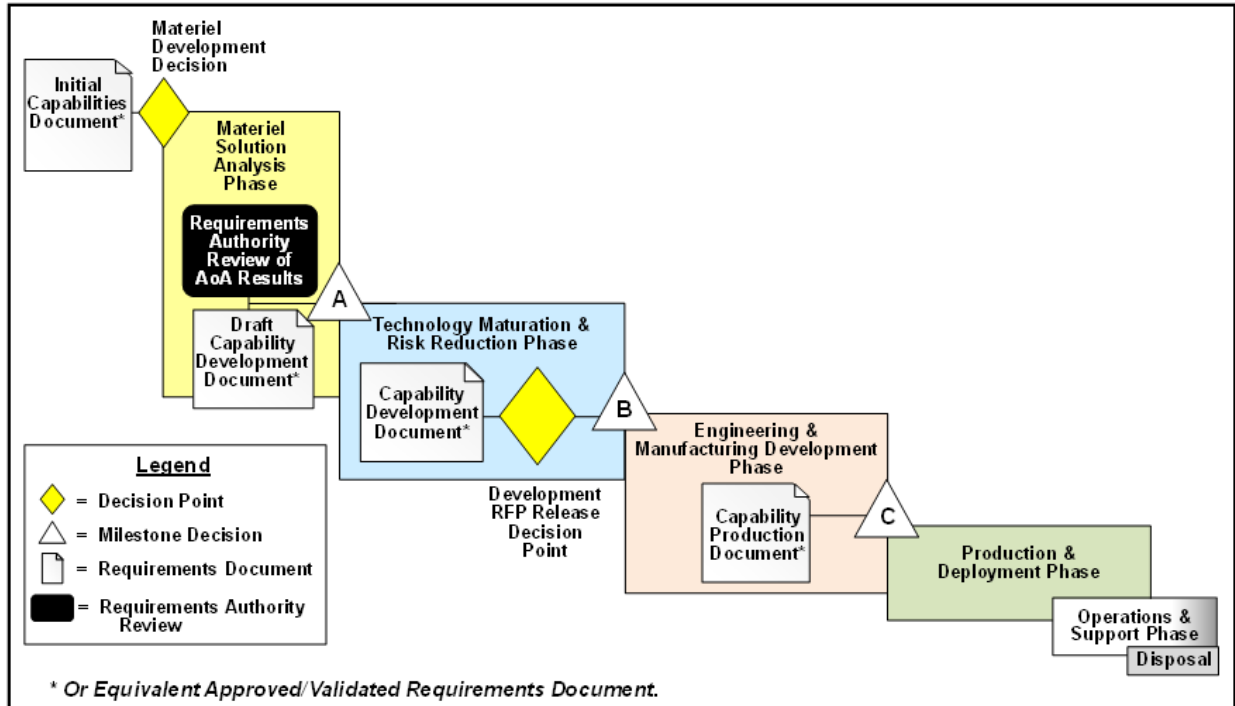 Materiel
Development
Decision
Initial
Capabilities
Document*
Materiel
Solution
Analysis
Phase
Requirements
Authority
Review of
AoA Results
A
Draft
Capability
Development
Document*
Technology Maturation &
Risk Reduction Phase
Capability
Development
Document*
B
Development
RFP Release
Decision
Point
Engineering &
Manufacturing Development
Phase
Capability
Production
Document*
C
Production &
Deployment Phase
Operations &
Support Phase
Disposal
Legend
= Decision Point
= Milestone Decision
= Requirements Document
= Requirements Authority
Review
* Or Equivalent Approved/Validated Requirements Document.